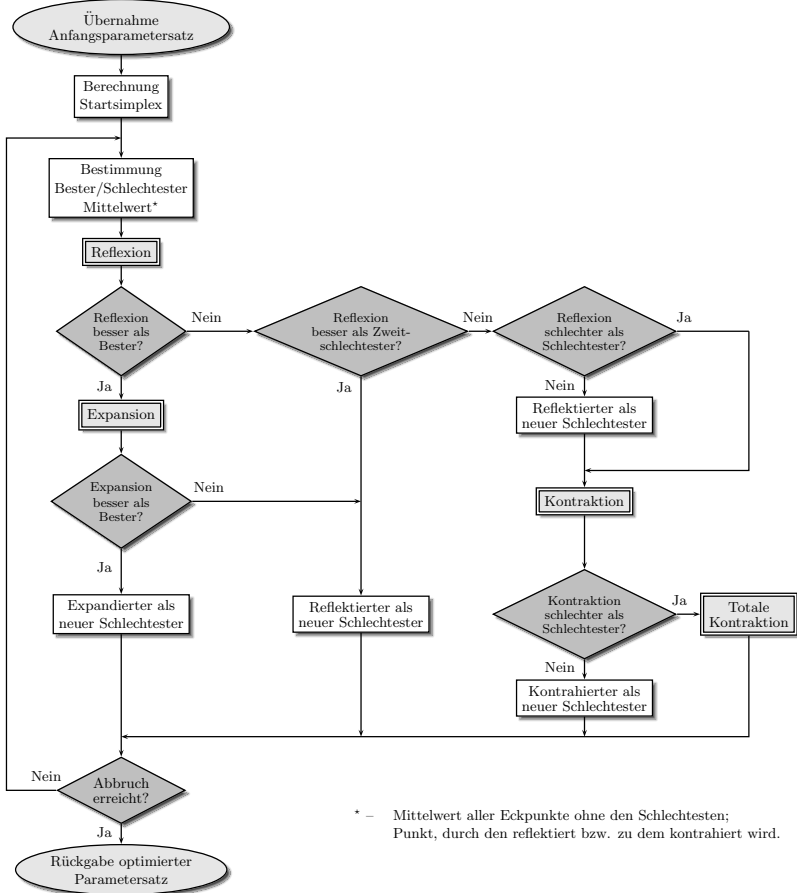 Übernahme
Anfangsparametersatz
Berechnung
Startsimplex
Bestimmung
Bester/Schlechtester
Mittelwert*
Reflexion
Reflexion
besser als
Bester?
Nein
Reflexion
besser als Zweit-
schlechtester?
Nein
Reflexion
schlechter als
Schlechtester?
Ja
Ja
Ja
Nein
Expansion
Reflektierter als
neuer Schlechtester
Expansion
besser als
Bester?
Nein
Kontraktion
Ja
Expandierter als
neuer Schlechtester
Reflektierter als
neuer Schlechtester
Kontraktion
schlechter als
Schlechtester?
Ja
Totale
Kontraktion
Nein
Kontrahierter als
neuer Schlechtester
Nein
Abbruch
erreicht?
Ja
* – Mittelwert aller Eckpunkte ohne den Schlechtesten;
Punkt, durch den reflektiert bzw. zu dem kontrahiert wird.
Rückgabe optimierter
Parametersatz